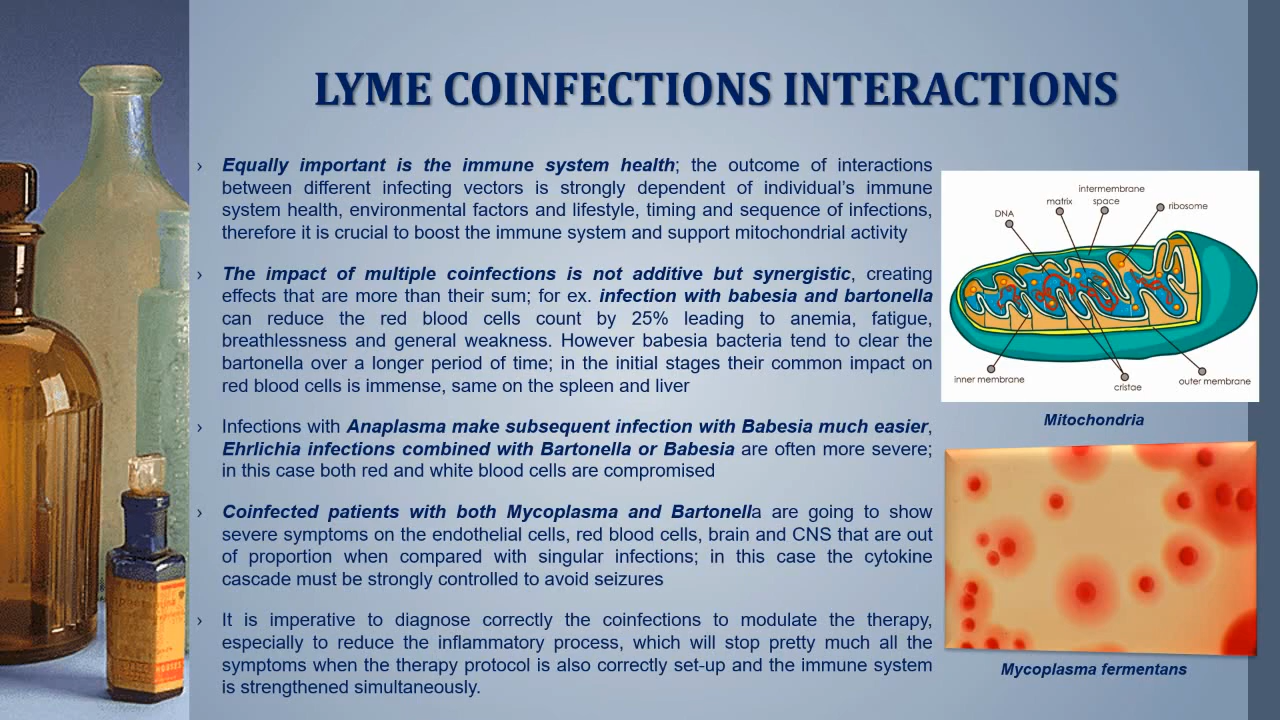 LYME COINFECTIONS INTERACTIONS
› Equally important is the immune system health; the outcome of interactions
between different infecting vectors is strongly dependent of individual's immune
system health, environmental factors and lifestyle, timing and sequence of infections,
therefore it is crucial to boost the immune system and support mitochondrial activity
› The impact of multiple coinfections is not additive but synergistic, creating
effects that are more than their sum; for ex. infection with babesia and bartonella
can reduce the red blood cells count by 25% leading to anemia, fatigue,
breathlessness and general weakness. However babesia bacteria tend to clear the
bartonella over a longer period of time; in the initial stages their common impact on
red blood cells is immense, same on the spleen and liver
› Infections with Anaplasma make subsequent infection with Babesia much easier,
Ehrlichia infections combined with Bartonella or Babesia are often more severe;
in this case both red and white blood cells are compromised
› Coinfected patients with both Mycoplasma and Bartonella are going to show
severe symptoms on the endothelial cells, red blood cells, brain and CNS that are out
of proportion when compared with singular infections; in this case the cytokine
cascade must be strongly controlled to avoid seizures
› It is imperative to diagnose correctly the coinfections to modulate the therapy,
especially to reduce the inflammatory process, which will stop pretty much all the
symptoms when the therapy protocol is also correctly set-up and the immune system
is strengthened simultaneously.
intermembrane
space
matrix
ribosome
DNA
inner membrane
cristae
outer membrane
Mitochondria
Mycoplasma fermentans